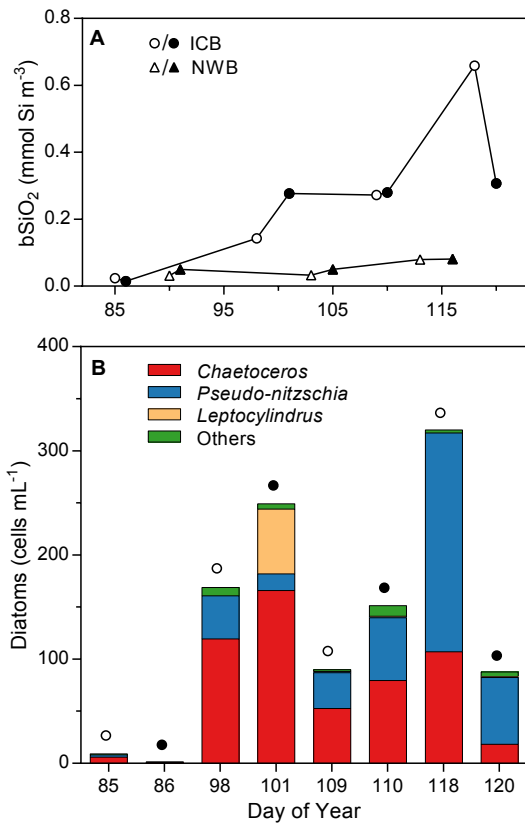 A
○/● ICB
△/▲ NWB
bSiO₂ (mmol Si m⁻³)
0.8
0.6
0.4
0.2
0.0
85 95 105 115
B
Chaetoceros
Pseudo-nitzschia
Leptocylindrus
Others
Diatoms (cells mL⁻¹)
400
300
200
100
0
85 86 98 101 109 110 118 120
Day of Year